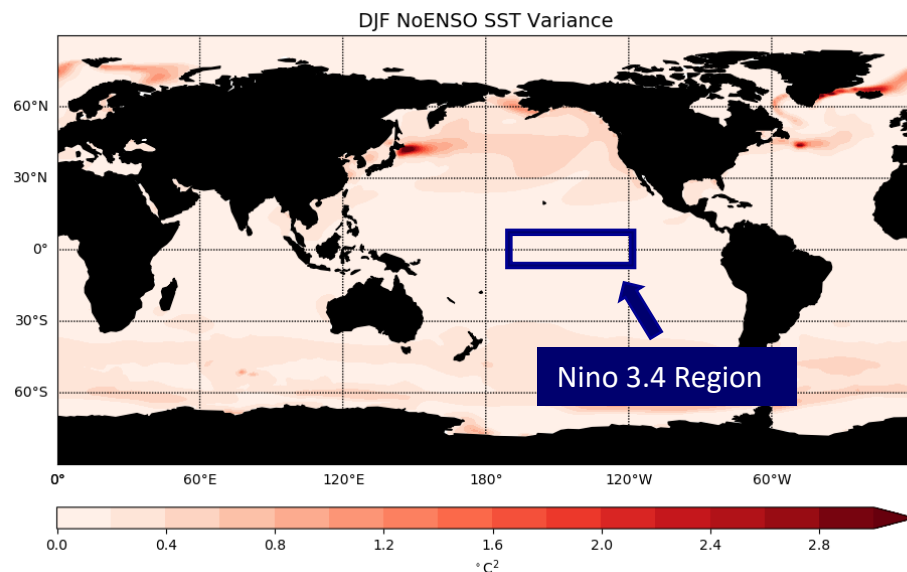 DJF NoENSO SST Variance
60°N
30°N
0°
30°S
60°S
Nino 3.4 Region
0° 60°E 120°E 180° 120°W 60°W
0.0 0.4 0.8 1.2 1.6 2.0 2.4 2.8
°C²